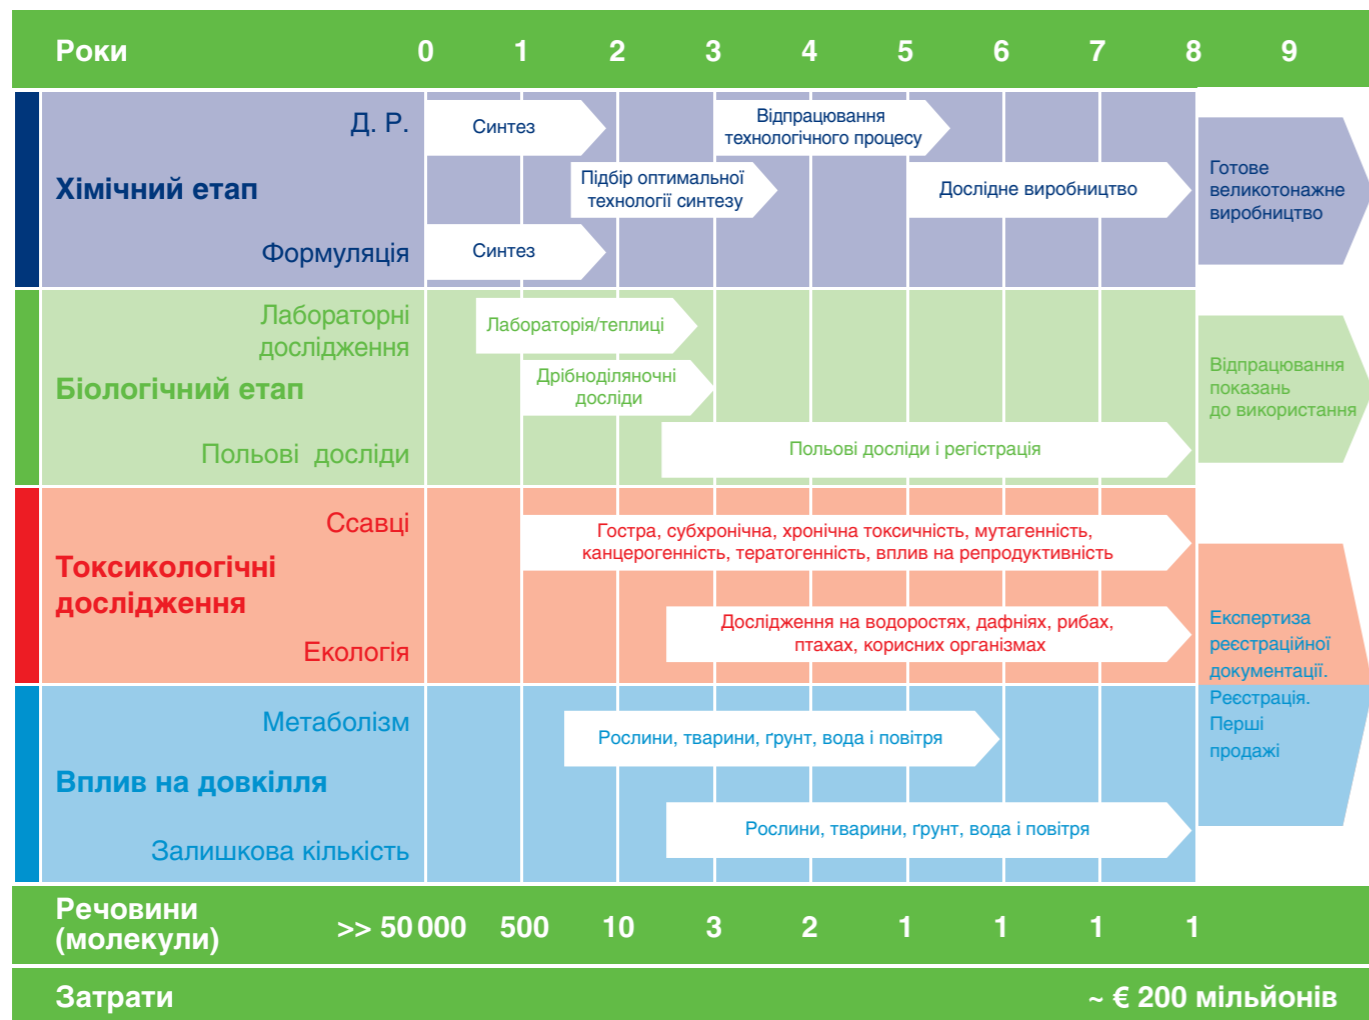 Роки 0 1 2 3 4 5 6 7 8 9
Хімічний етап
Д. Р.
Синтез
Відпрацювання
технологічного процесу
Підбір оптимальної
технології синтезу
Дослідне виробництво
Формуляція
Синтез
Готове
великотонажне
виробництво
Біологічний етап
Лабораторні
дослідження
Лабораторія/теплиці
Дрібноділяночні
досліди
Польові досліди
Польові досліди і регістрація
Відпрацювання
показань
до використання
Токсикологічні
дослідження
Ссавці
Гостра, субхронічна, хронічна токсичність, мутагенність,
канцерогенність, тератогенність, вплив на репродуктивність
Екологія
Дослідження на водоростях, дафніях, рибах,
птахах, корисних організмах
Експертиза
реєстраційної
документації.
Реєстрація.
Перші
продажі
Вплив на довкілля
Метаболізм
Рослини, тварини, ґрунт, вода і повітря
Залишкова кількість
Рослини, тварини, ґрунт, вода і повітря
Речовини
(молекули)
>> 50 000 500 10 3 2 1 1 1 1
Затрати ~ € 200 мільйонів